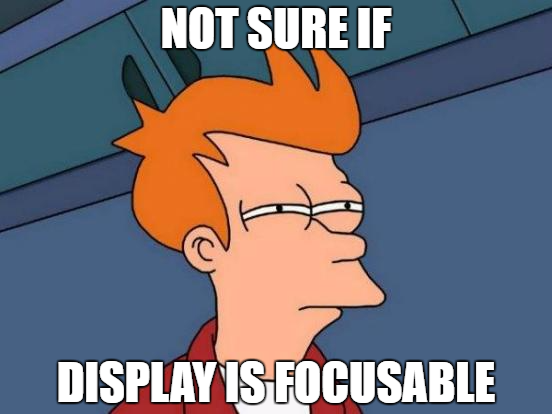 NOT SURE IF
DISPLAY IS FOCUSABLE